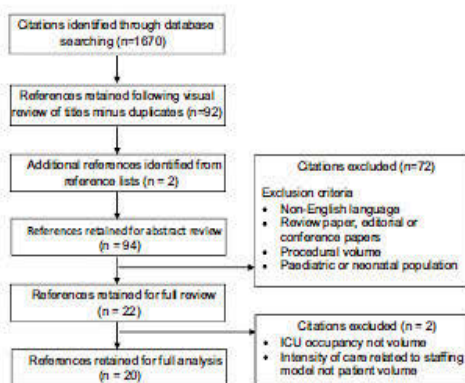 Citations identified through database
searching (n=1670)
References retained following visual
review of titles minus duplicates (n=92)
Additional references identified from
reference lists (n = 2)
Citations excluded (n=72)
Exclusion criteria
• Non-English language
• Review paper, editorial or
conference papers
• Procedural volume
• Paediatric or neonatal population
References retained for abstract review
(n = 94)
References retained for full review
(n = 22)
Citations excluded (n = 2)
• ICU occupancy not volume
• Intensity of care related to staffing
model not patient volume
References retained for full analysis
(n = 20)